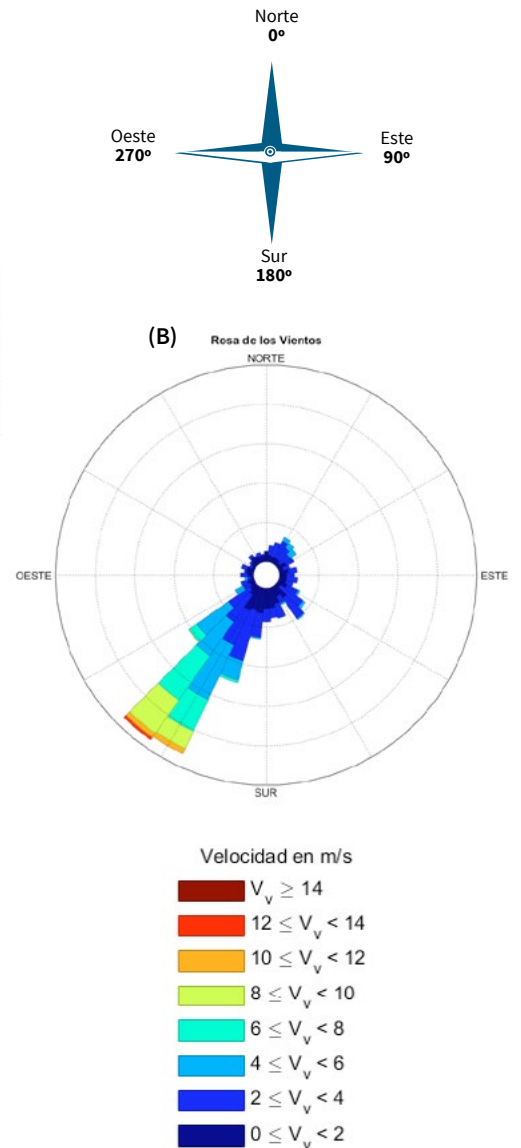 Norte
0º
Oeste
270º
Este
90º
Sur
180º
(B)
Rosa de los Vientos
NORTE
OESTE
ESTE
SUR
Velocidad en m/s
V_v ≥ 14
12 ≤ V_v < 14
10 ≤ V_v < 12
8 ≤ V_v < 10
6 ≤ V_v < 8
4 ≤ V_v < 6
2 ≤ V_v < 4
0 ≤ V_v < 2